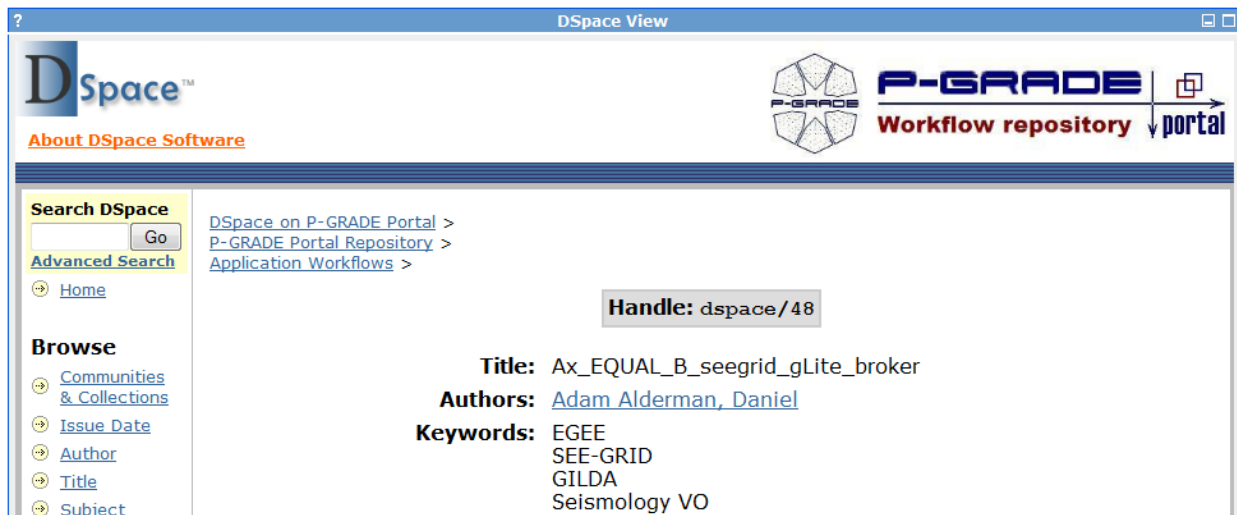 ?
DSpace View
DSpace™
About DSpace Software
P-GRADE
P-GRADE
Workflow repository
portal
Search DSpace
Go
Advanced Search
Home
Browse
Communities
& Collections
Issue Date
Author
Title
Subject
DSpace on P-GRADE Portal >
P-GRADE Portal Repository >
Application Workflows >
Handle: dspace/48
Title: Ax_EQUAL_B_seegrid_gLite_broker
Authors: Adam Alderman, Daniel
Keywords: EGEE
SEE-GRID
GILDA
Seismology VO